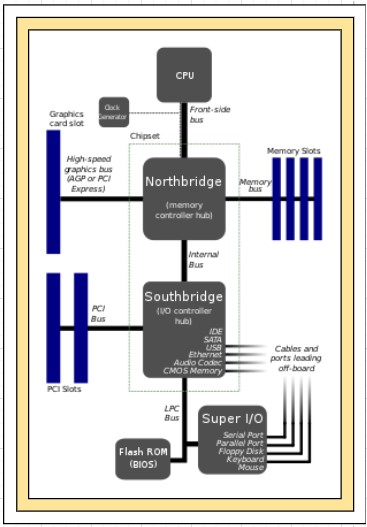 CPU
Clock
Generator
Front-side
bus
Graphics
card slot
Chipset
High-speed
graphics bus
(AGP or PCI
Express)
Northbridge
(memory
controller hub)
Memory
bus
Memory Slots
Internal
Bus
Southbridge
(I/O controller
hub)
PCI
Bus
PCI Slots
IDE
SATA
USB
Ethernet
Audio Codec
CMOS Memory
Cables and
ports leading
off-board
LPC
Bus
Super I/O
Serial Port
Parallel Port
Floppy Disk
Keyboard
Mouse
Flash ROM
(BIOS)